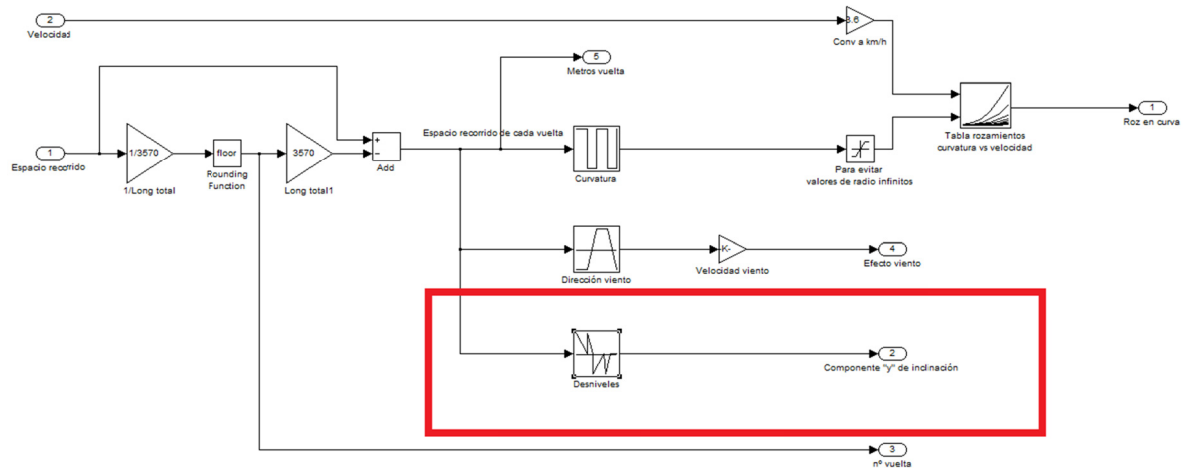 2
Velocidad
3.6
Conv a km/h
5
Metros vuelta
1
Espacio recorrido
1/3570
1/Long total
floor
Rounding
Function
3570
Long total1
+
−
Add
Espacio recorrido de cada vuelta
Curvatura
Para evitar
valores de radio infinitos
Tabla rozamientos
curvatura vs velocidad
1
Roz en curva
Dirección viento
-K-
Velocidad viento
4
Efecto viento
Desniveles
2
Componente "y" de inclinación
3
nº vuelta